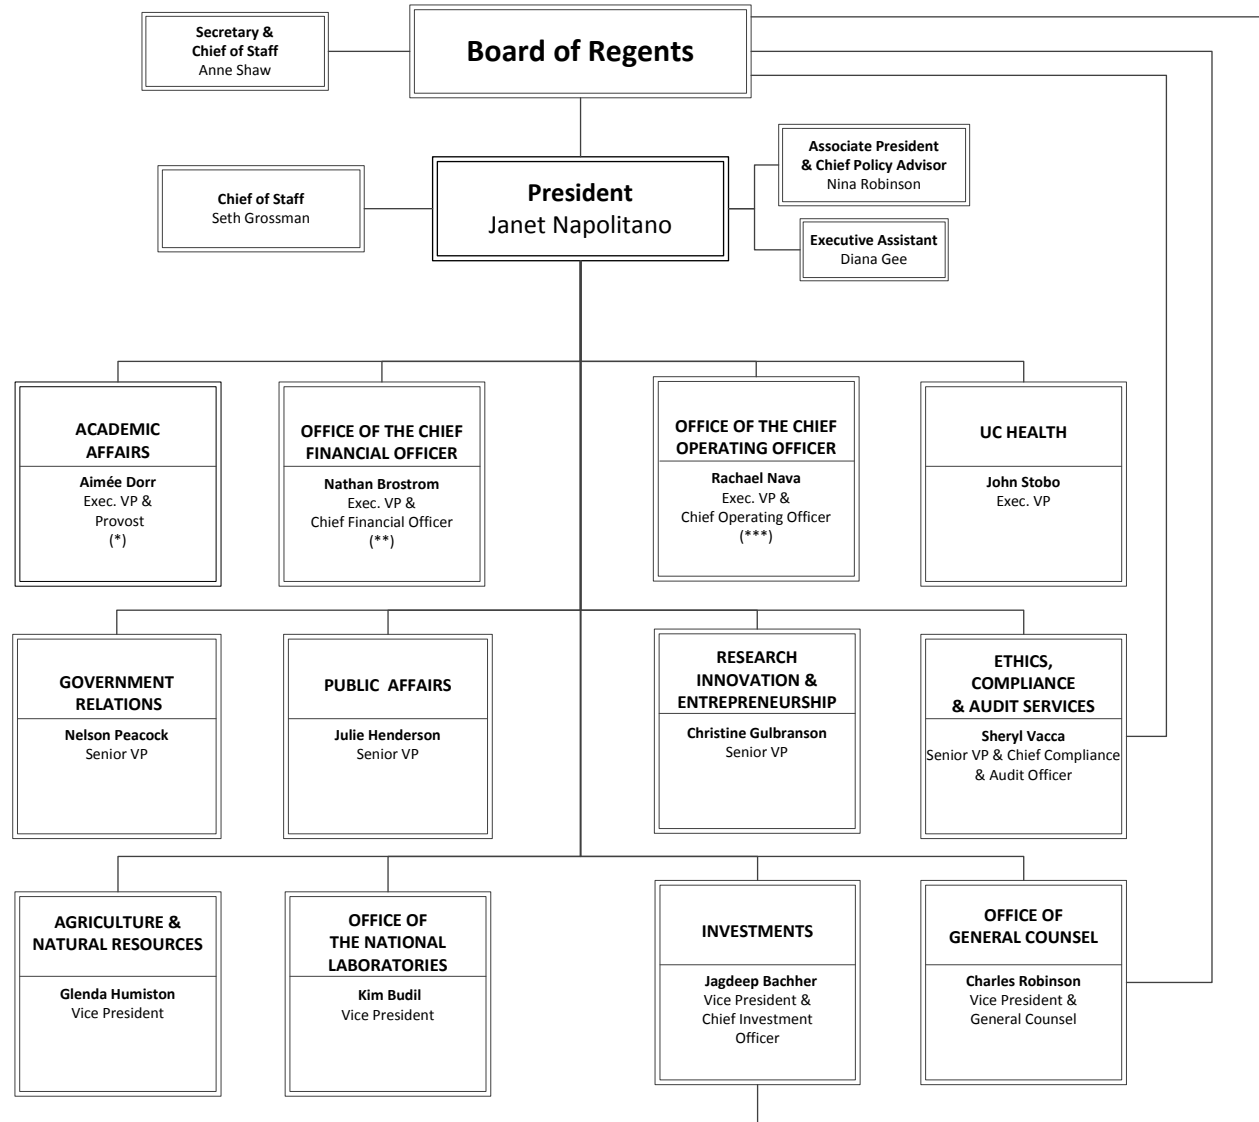 Secretary &
Chief of Staff
Anne Shaw
Board of Regents
Associate President
& Chief Policy Advisor
Nina Robinson
Chief of Staff
Seth Grossman
President
Janet Napolitano
Executive Assistant
Diana Gee
ACADEMIC
AFFAIRS
Aimée Dorr
Exec. VP &
Provost
(*)
OFFICE OF THE CHIEF
FINANCIAL OFFICER
Nathan Brostrom
Exec. VP &
Chief Financial Officer
(**)
OFFICE OF THE CHIEF
OPERATING OFFICER
Rachael Nava
Exec. VP &
Chief Operating Officer
(***)
UC HEALTH
John Stobo
Exec. VP
GOVERNMENT
RELATIONS
Nelson Peacock
Senior VP
PUBLIC AFFAIRS
Julie Henderson
Senior VP
RESEARCH
INNOVATION &
ENTREPRENEURSHIP
Christine Gulbranson
Senior VP
ETHICS,
COMPLIANCE
& AUDIT SERVICES
Sheryl Vacca
Senior VP & Chief Compliance
& Audit Officer
AGRICULTURE &
NATURAL RESOURCES
Glenda Humiston
Vice President
OFFICE OF
THE NATIONAL
LABORATORIES
Kim Budil
Vice President
INVESTMENTS
Jagdeep Bachher
Vice President &
Chief Investment
Officer
OFFICE OF
GENERAL COUNSEL
Charles Robinson
Vice President &
General Counsel